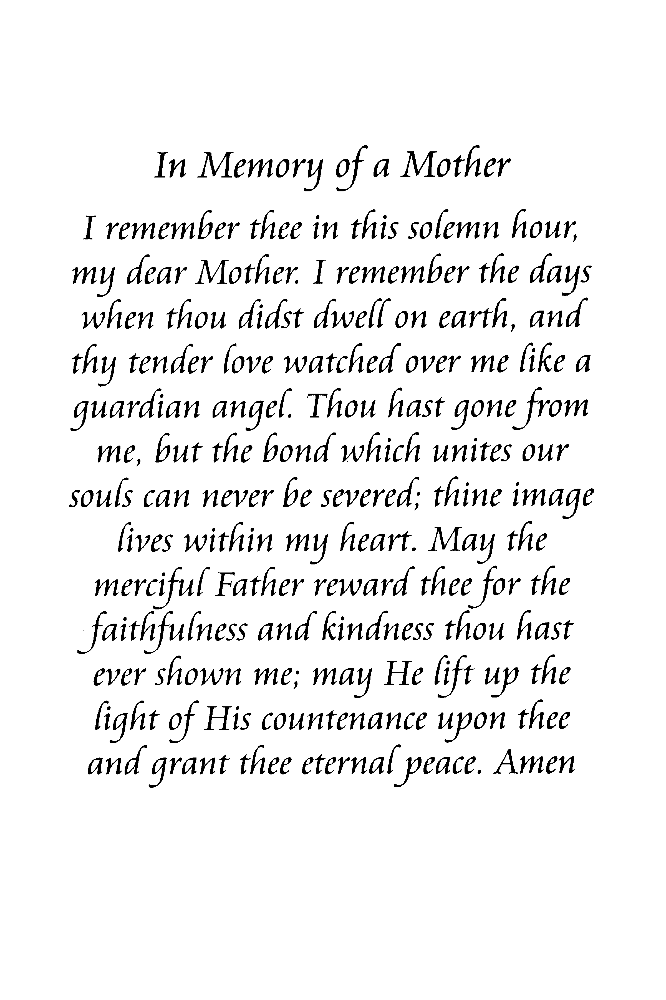 In Memory of a Mother
I remember thee in this solemn hour,
my dear Mother. I remember the days
when thou didst dwell on earth, and
thy tender love watched over me like a
guardian angel. Thou hast gone from
me, but the bond which unites our
souls can never be severed; thine image
lives within my heart. May the
merciful Father reward thee for the
faithfulness and kindness thou hast
ever shown me; may He lift up the
light of His countenance upon thee
and grant thee eternal peace. Amen